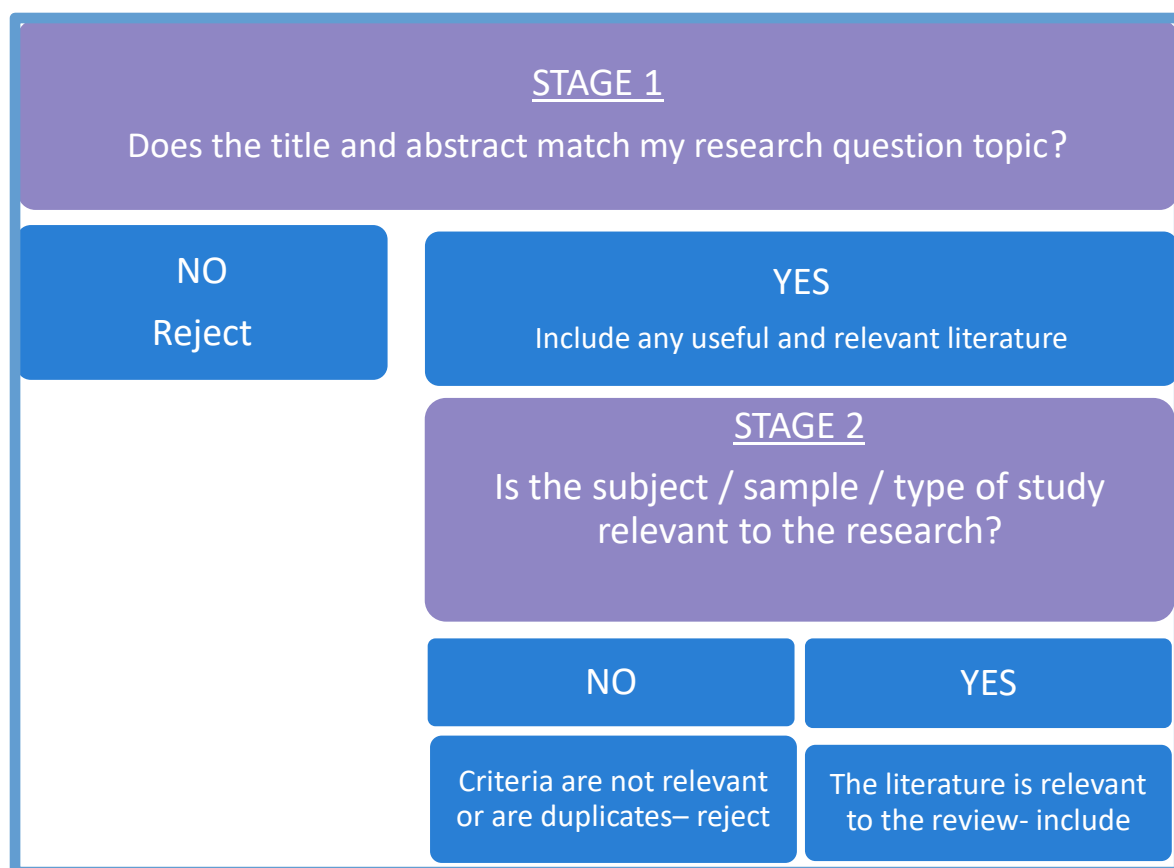 STAGE 1
Does the title and abstract match my research question topic?
NO
Reject
YES
Include any useful and relevant literature
STAGE 2
Is the subject / sample / type of study
relevant to the research?
NO
YES
Criteria are not relevant
or are duplicates– reject
The literature is relevant
to the review- include